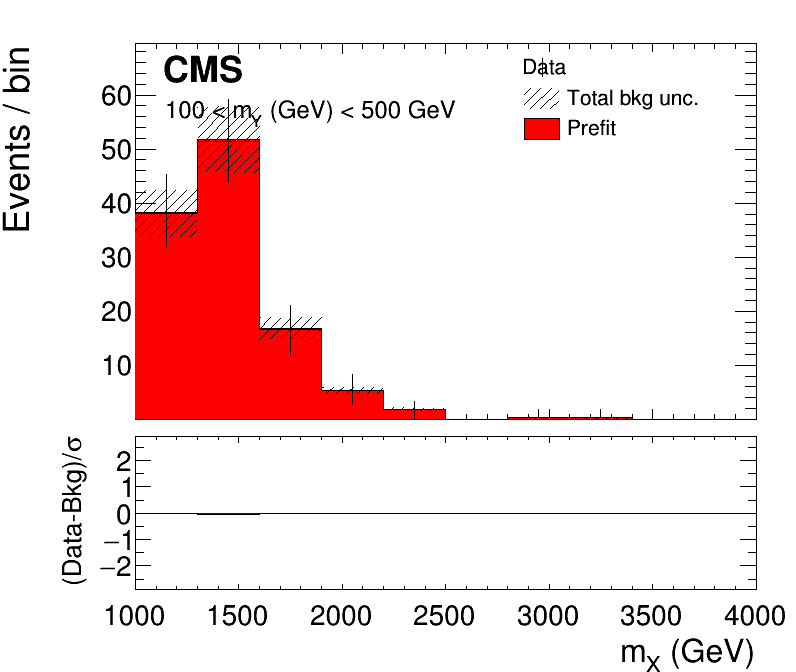 CMS
Data
Total bkg unc.
Prefit
100 < m_Y (GeV) < 500 GeV
Events / bin
60
50
40
30
20
10
(Data-Bkg)/σ
2
1
0
−1
−2
1000 1500 2000 2500 3000 3500 4000
m_X (GeV)